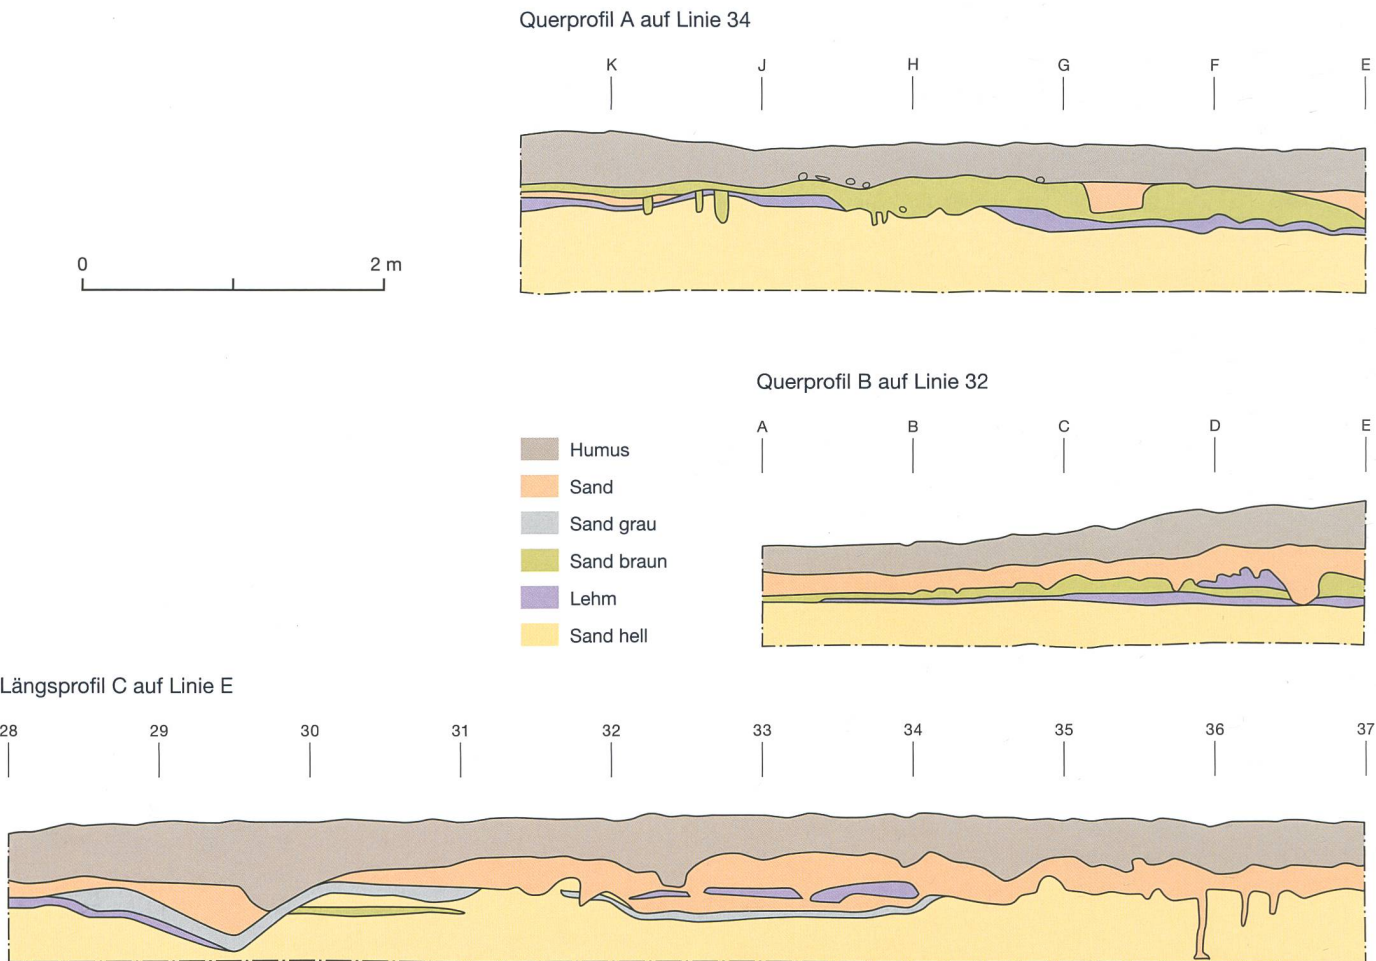 Querprofil A auf Linie 34
K J H G F E
0 2 m
Querprofil B auf Linie 32
A B C D E
Humus
Sand
Sand grau
Sand braun
Lehm
Sand hell
Längsprofil C auf Linie E
28 29 30 31 32 33 34 35 36 37